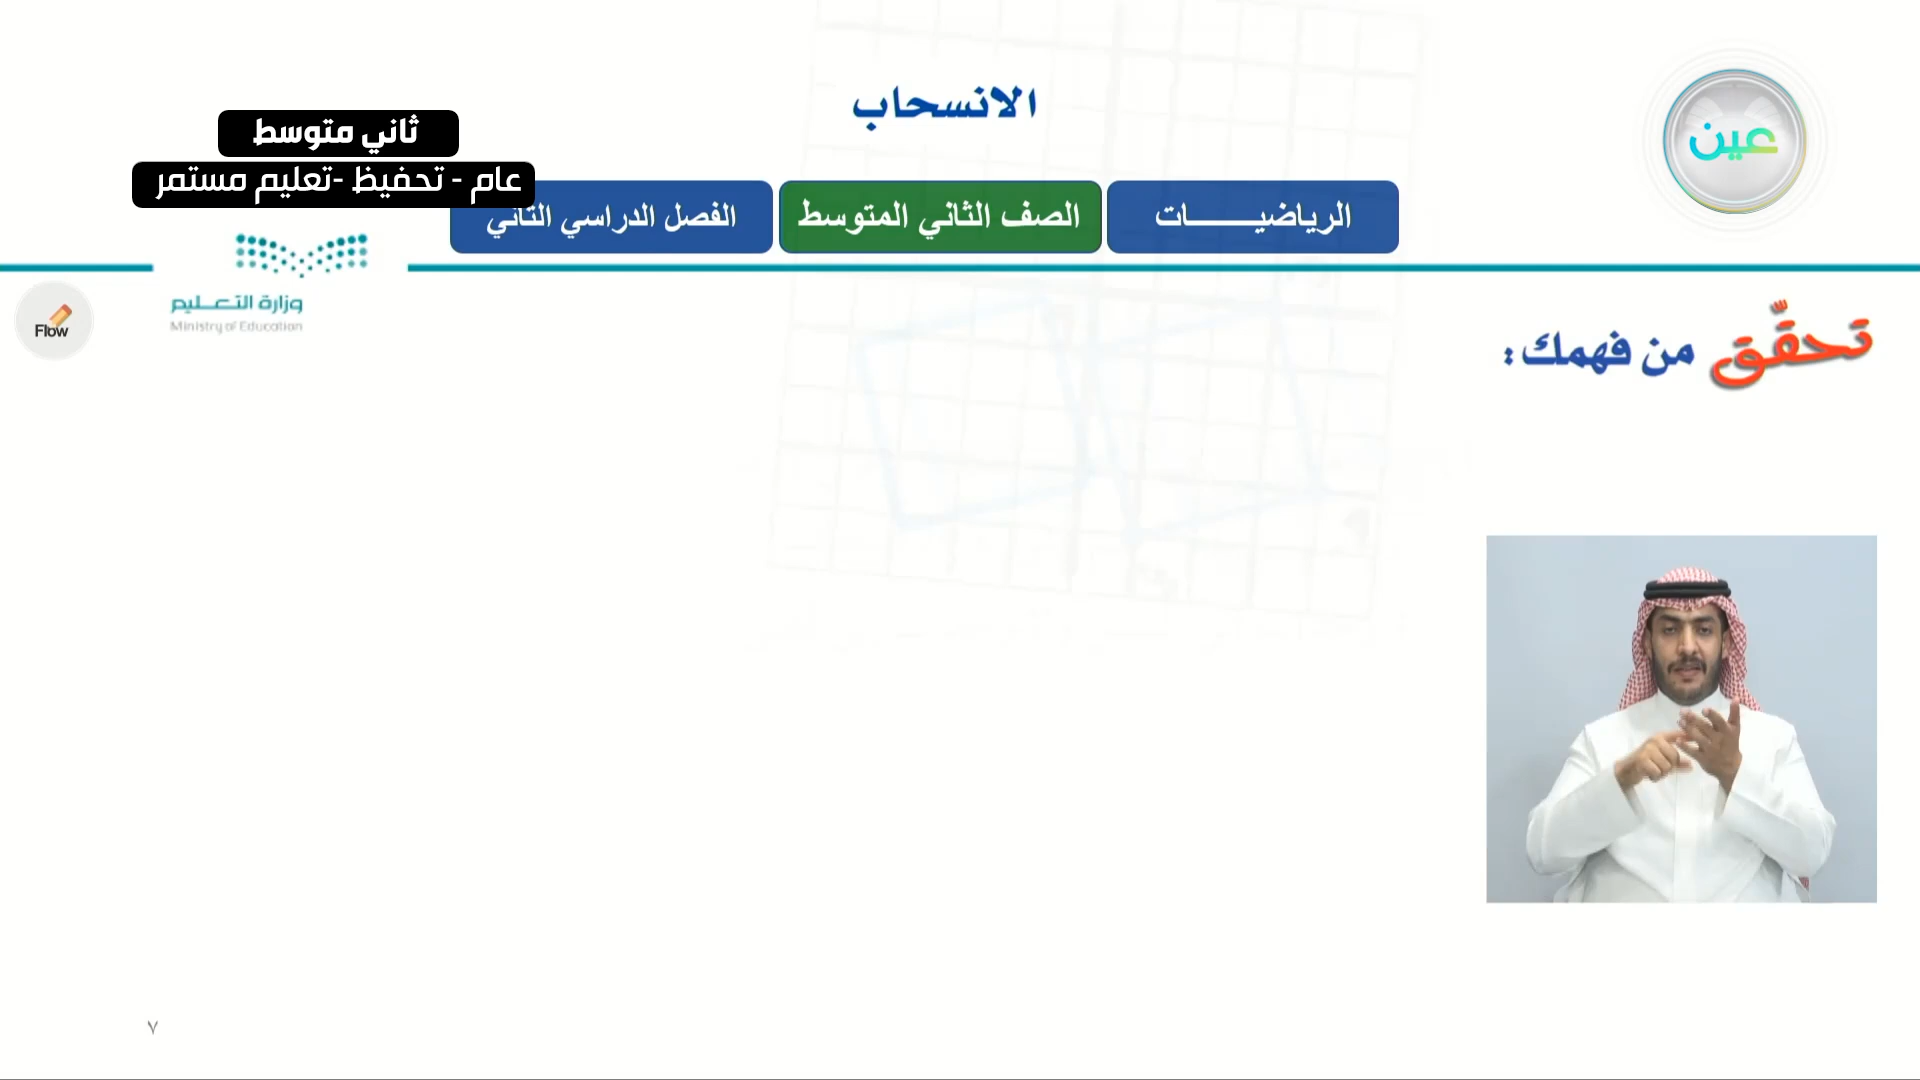 الانسحاب
عين
ثاني متوسط
عام - تحفيظ -تعليم مستمر
الرياضيـــــــات
الصف الثاني المتوسط
الفصل الدراسي الثاني
وزارة التعـليم
Ministry of Education
Flow
تحقّق من فهمك :
٧